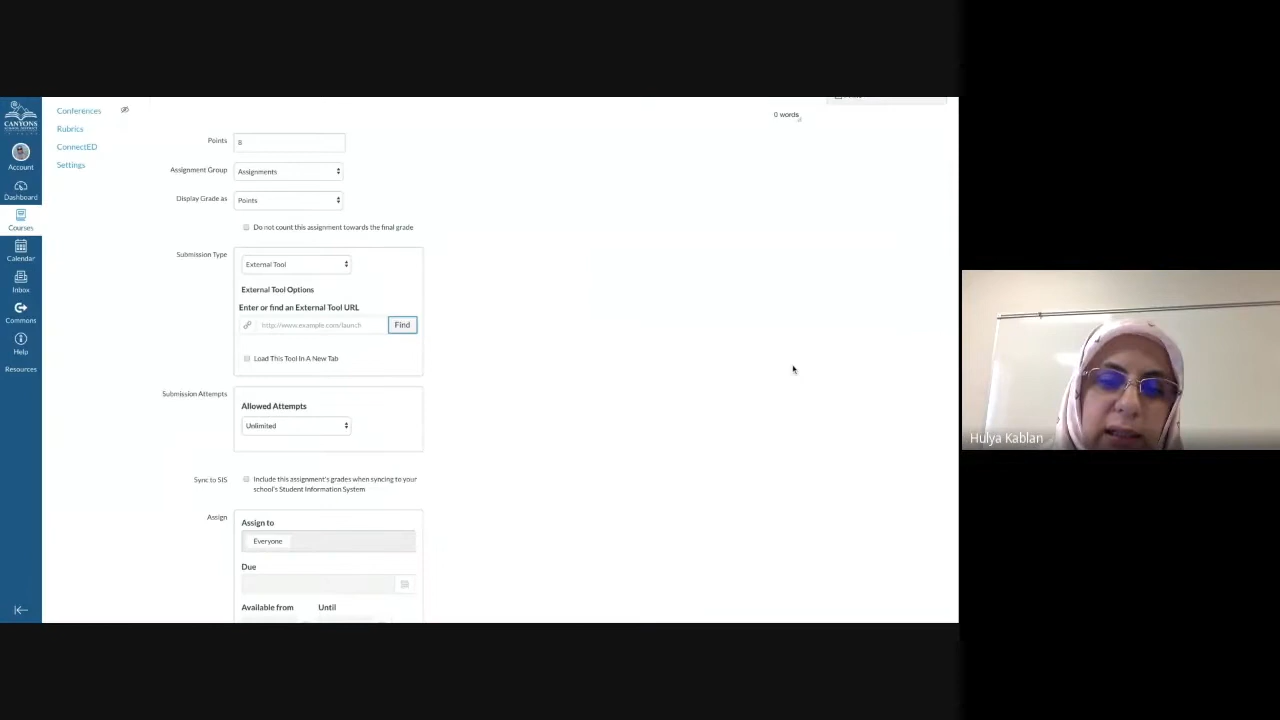 CANYONS
SCHOOL DISTRICT
Account
Dashboard
Courses
Calendar
Inbox
Commons
Help
Resources
Conferences
Rubrics
ConnectED
Settings
0 words
Points
8
Assignment Group
Assignments
Display Grade as
Points
Do not count this assignment towards the final grade
Submission Type
External Tool
External Tool Options
Enter or find an External Tool URL
http://www.example.com/launch
Find
Load This Tool In A New Tab
Submission Attempts
Allowed Attempts
Unlimited
Sync to SIS
Include this assignment's grades when syncing to your
school's Student Information System
Assign
Assign to
Everyone
Due
Available from Until
Hulya Kablan